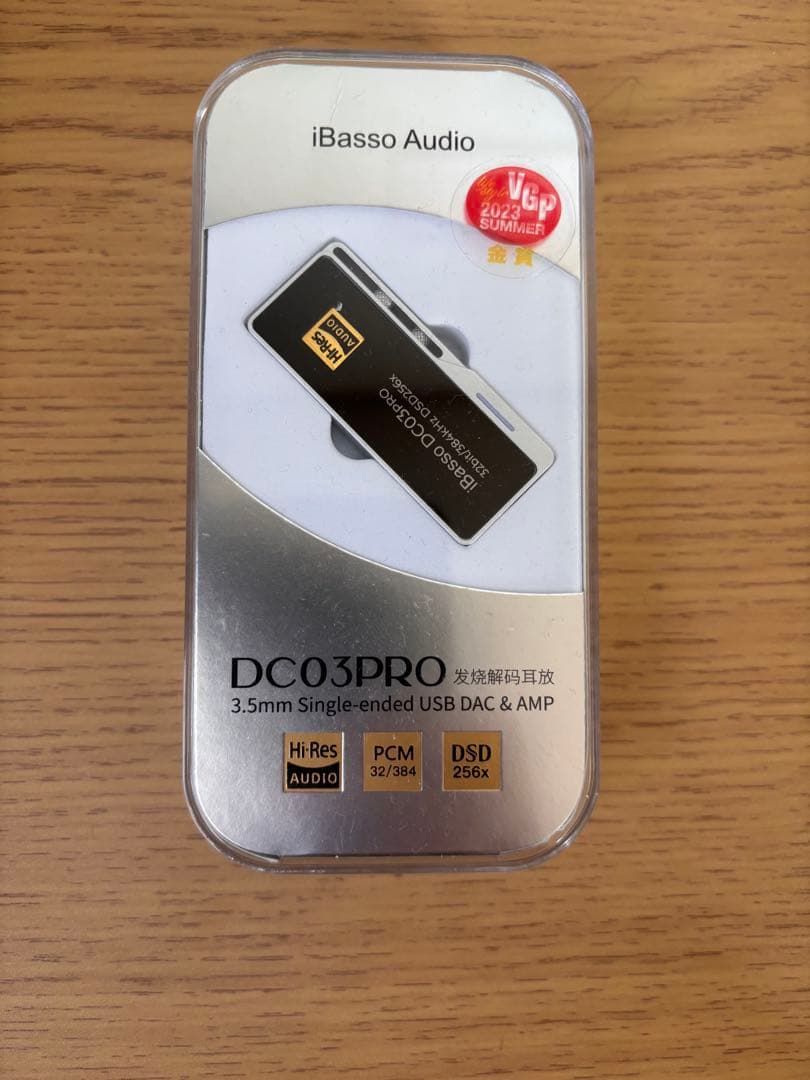 iBasso Audio
VGP
2023
SUMMER
金賞
Hi-Res
AUDIO
iBasso DC03PRO
32bit/384kHz DSD256x
DC03PRO 发烧解码耳放
3.5mm Single-ended USB DAC & AMP
Hi-Res
AUDIO
PCM
32/384
DSD
256x